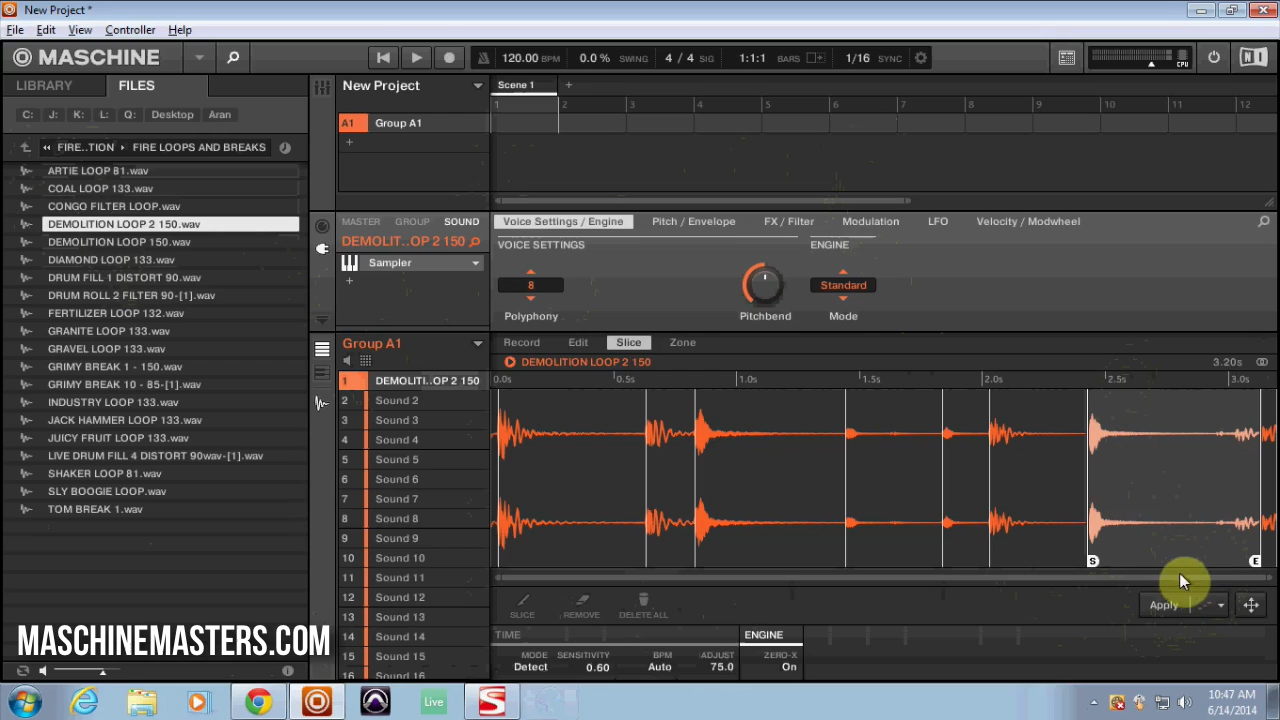 New Project *
File Edit View Controller Help
MASCHINE 120.00 BPM 0.0 % SWING 4 / 4 SIG 1:1:1 BARS 1/16 SYNC CPU
LIBRARY FILES
C: J: K: L: Q: Desktop Aran
FIRE..TION FIRE LOOPS AND BREAKS
ARTIE LOOP 81.wav
COAL LOOP 133.wav
CONGO FILTER LOOP.wav
DEMOLITION LOOP 2 150.wav
DEMOLITION LOOP 150.wav
DIAMOND LOOP 133.wav
DRUM FILL 1 DISTORT 90.wav
DRUM ROLL 2 FILTER 90-[1].wav
FERTILIZER LOOP 132.wav
GRANITE LOOP 133.wav
GRAVEL LOOP 133.wav
GRIMY BREAK 1 - 150.wav
GRIMY BREAK 10 - 85-[1].wav
INDUSTRY LOOP 133.wav
JACK HAMMER LOOP 133.wav
JUICY FRUIT LOOP 133.wav
LIVE DRUM FILL 4 DISTORT 90wav-[1].wav
SHAKER LOOP 81.wav
SLY BOOGIE LOOP.wav
TOM BREAK 1.wav
MASCHINEMASTERS.COM
New Project
Scene 1 +
1 2 3 4 5 6 7 8 9 10 11 12
A1 Group A1
+
MASTER GROUP SOUND
DEMOLIT..OP 2 150
Sampler
+
Voice Settings / Engine Pitch / Envelope FX / Filter Modulation LFO Velocity / Modwheel
VOICE SETTINGS ENGINE
8 Standard
Polyphony Pitchbend Mode
Group A1
1 DEMOLITI..OP 2 150
2 Sound 2
3 Sound 3
4 Sound 4
5 Sound 5
6 Sound 6
7 Sound 7
8 Sound 8
9 Sound 9
10 Sound 10
11 Sound 11
12 Sound 12
13 Sound 13
14 Sound 14
15 Sound 15
16 Sound 16
Record Edit Slice Zone
DEMOLITION LOOP 2 150 3.20s
0.0s 0.5s 1.0s 1.5s 2.0s 2.5s 3.0s
S E
SLICE REMOVE DELETE ALL Apply
TIME ENGINE
MODE SENSITIVITY BPM ADJUST ZERO-X
Detect 0.60 Auto 75.0 On
Live
10:47 AM
6/14/2014